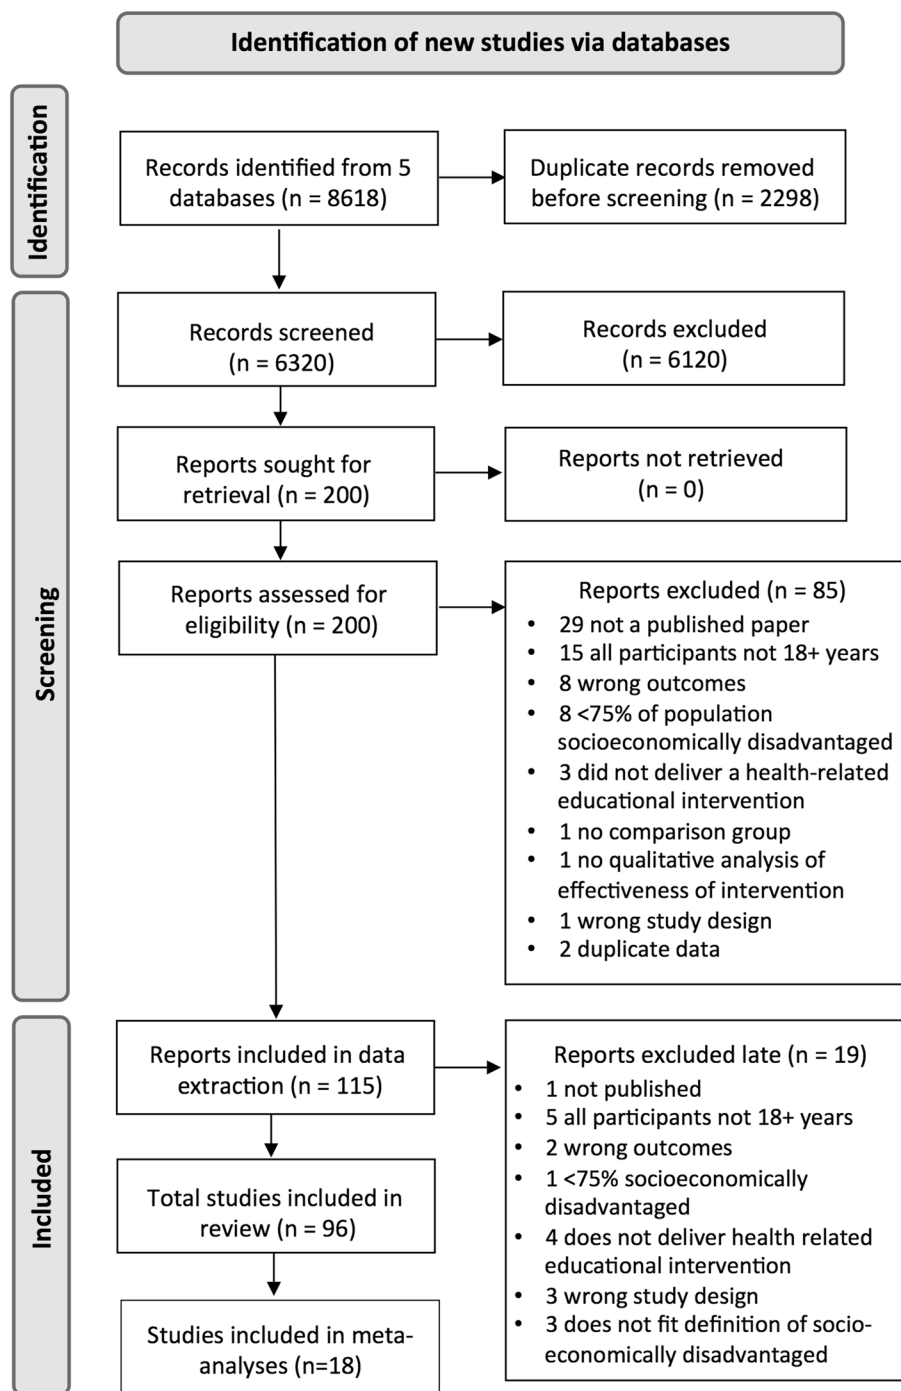 Identification of new studies via databases
Identification
Records identified from 5
databases (n = 8618)
Duplicate records removed
before screening (n = 2298)
Screening
Records screened
(n = 6320)
Records excluded
(n = 6120)
Reports sought for
retrieval (n = 200)
Reports not retrieved
(n = 0)
Reports assessed for
eligibility (n = 200)
Reports excluded (n = 85)
• 29 not a published paper
• 15 all participants not 18+ years
• 8 wrong outcomes
• 8 <75% of population
socioeconomically disadvantaged
• 3 did not deliver a health-related
educational intervention
• 1 no comparison group
• 1 no qualitative analysis of
effectiveness of intervention
• 1 wrong study design
• 2 duplicate data
Included
Reports included in data
extraction (n = 115)
Reports excluded late (n = 19)
• 1 not published
• 5 all participants not 18+ years
• 2 wrong outcomes
• 1 <75% socioeconomically
disadvantaged
• 4 does not deliver health related
educational intervention
• 3 wrong study design
• 3 does not fit definition of socio-
economically disadvantaged
Total studies included in
review (n = 96)
Studies included in meta-
analyses (n=18)